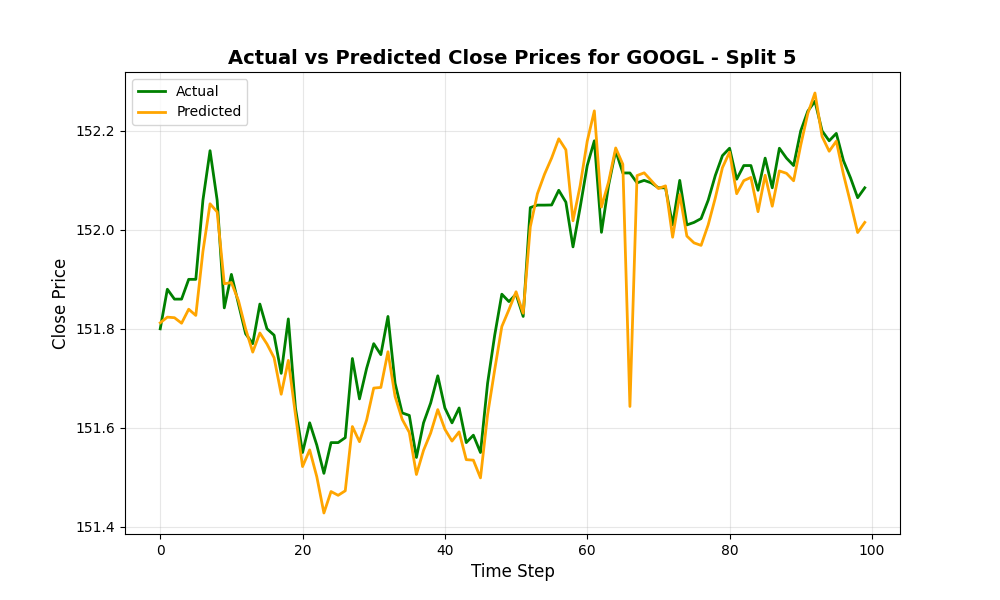 Actual vs Predicted Close Prices for GOOGL - Split 5
Actual
Predicted
Close Price
152.2
152.0
151.8
151.6
151.4
0 20 40 60 80 100
Time Step